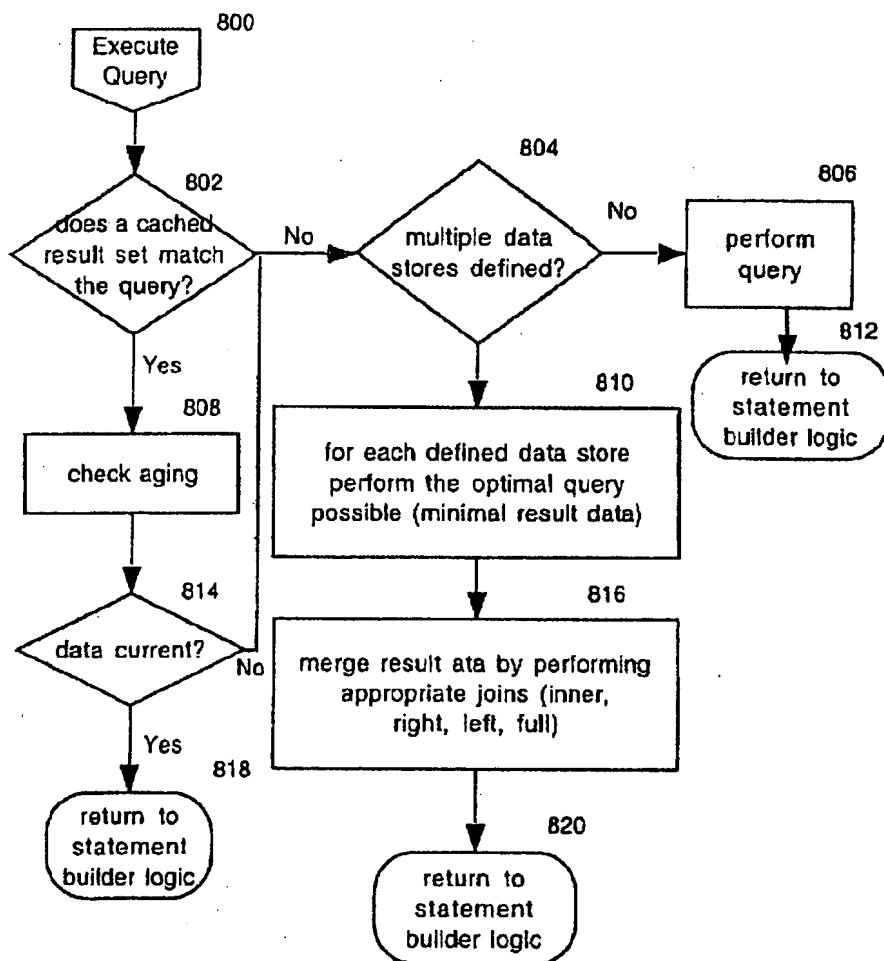 800
Execute
Query
802
does a cached
result set match
the query?
No
804
multiple data
stores defined?
No
806
perform
query
812
return to
statement
builder logic
Yes
808
check aging
810
for each defined data store
perform the optimal query
possible (minimal result data)
814
data current?
No
816
merge result ata by performing
appropriate joins (inner,
right, left, full)
Yes
818
return to
statement
builder logic
820
return to
statement
builder logic